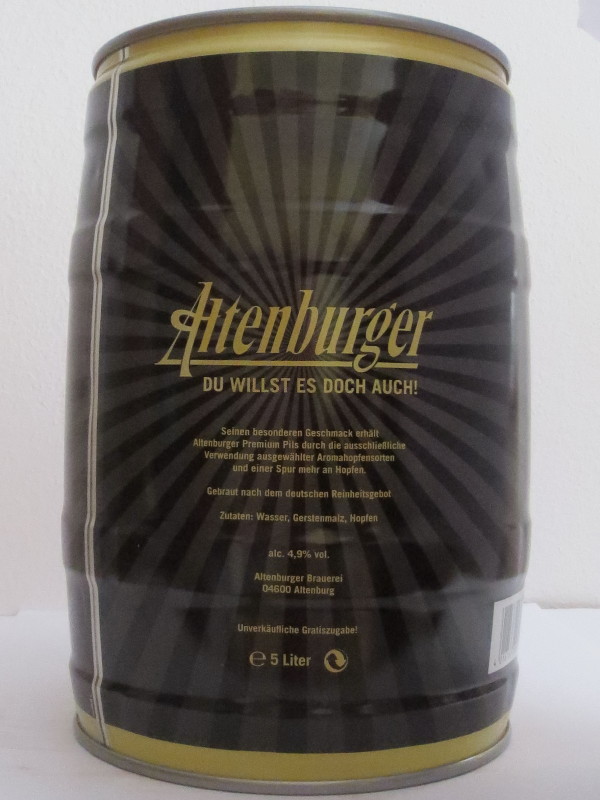 Altenburger
DU WILLST ES DOCH AUCH!
Seinen besonderen Geschmack erhält
Altenburger Premium Pils durch die ausschließliche
Verwendung ausgewählter Aromahopfensorten
und einer Spur mehr an Hopfen.
Gebraut nach dem deutschen Reinheitsgebot
Zutaten: Wasser, Gerstenmalz, Hopfen
alc. 4,9% vol.
Altenburger Brauerei
04600 Altenburg
Unverkäufliche Gratiszugabe!
℮ 5 Liter